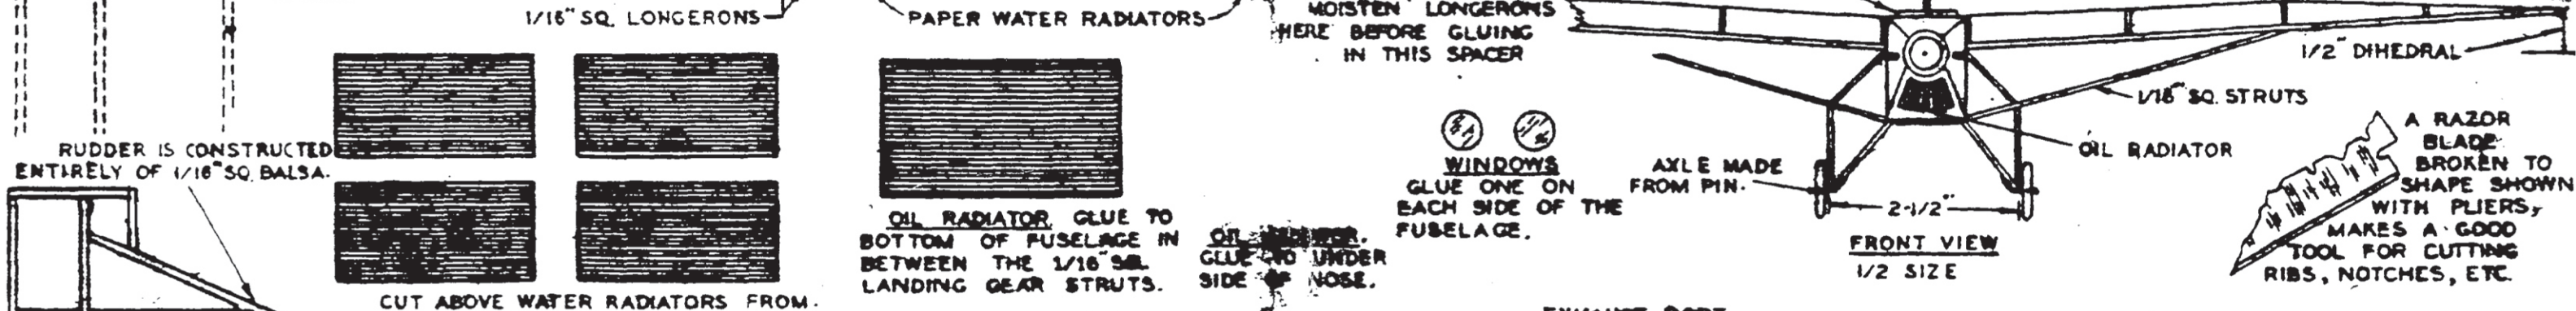 1/16" SQ. LONGERONS
PAPER WATER RADIATORS
MOISTEN LONGERONS
HERE BEFORE GLUING
IN THIS SPACER
1/2" DIHEDRAL
1/16" SQ. STRUTS
OIL RADIATOR
A RAZOR
BLADE
BROKEN TO
SHAPE SHOWN
WITH PLIERS,
MAKES A GOOD
TOOL FOR CUTTING
RIBS, NOTCHES, ETC.
RUDDER IS CONSTRUCTED
ENTIRELY OF 1/16" SQ. BALSA.
WINDOWS
GLUE ONE ON
EACH SIDE OF THE
FUSELAGE.
AXLE MADE
FROM PIN.
2-1/2"
FRONT VIEW
1/2 SIZE
OIL RADIATOR. GLUE TO
BOTTOM OF FUSELAGE IN
BETWEEN THE 1/16" SQ.
LANDING GEAR STRUTS.
OIL
GLUE TO UNDER
SIDE OF NOSE.
CUT ABOVE WATER RADIATORS FROM.